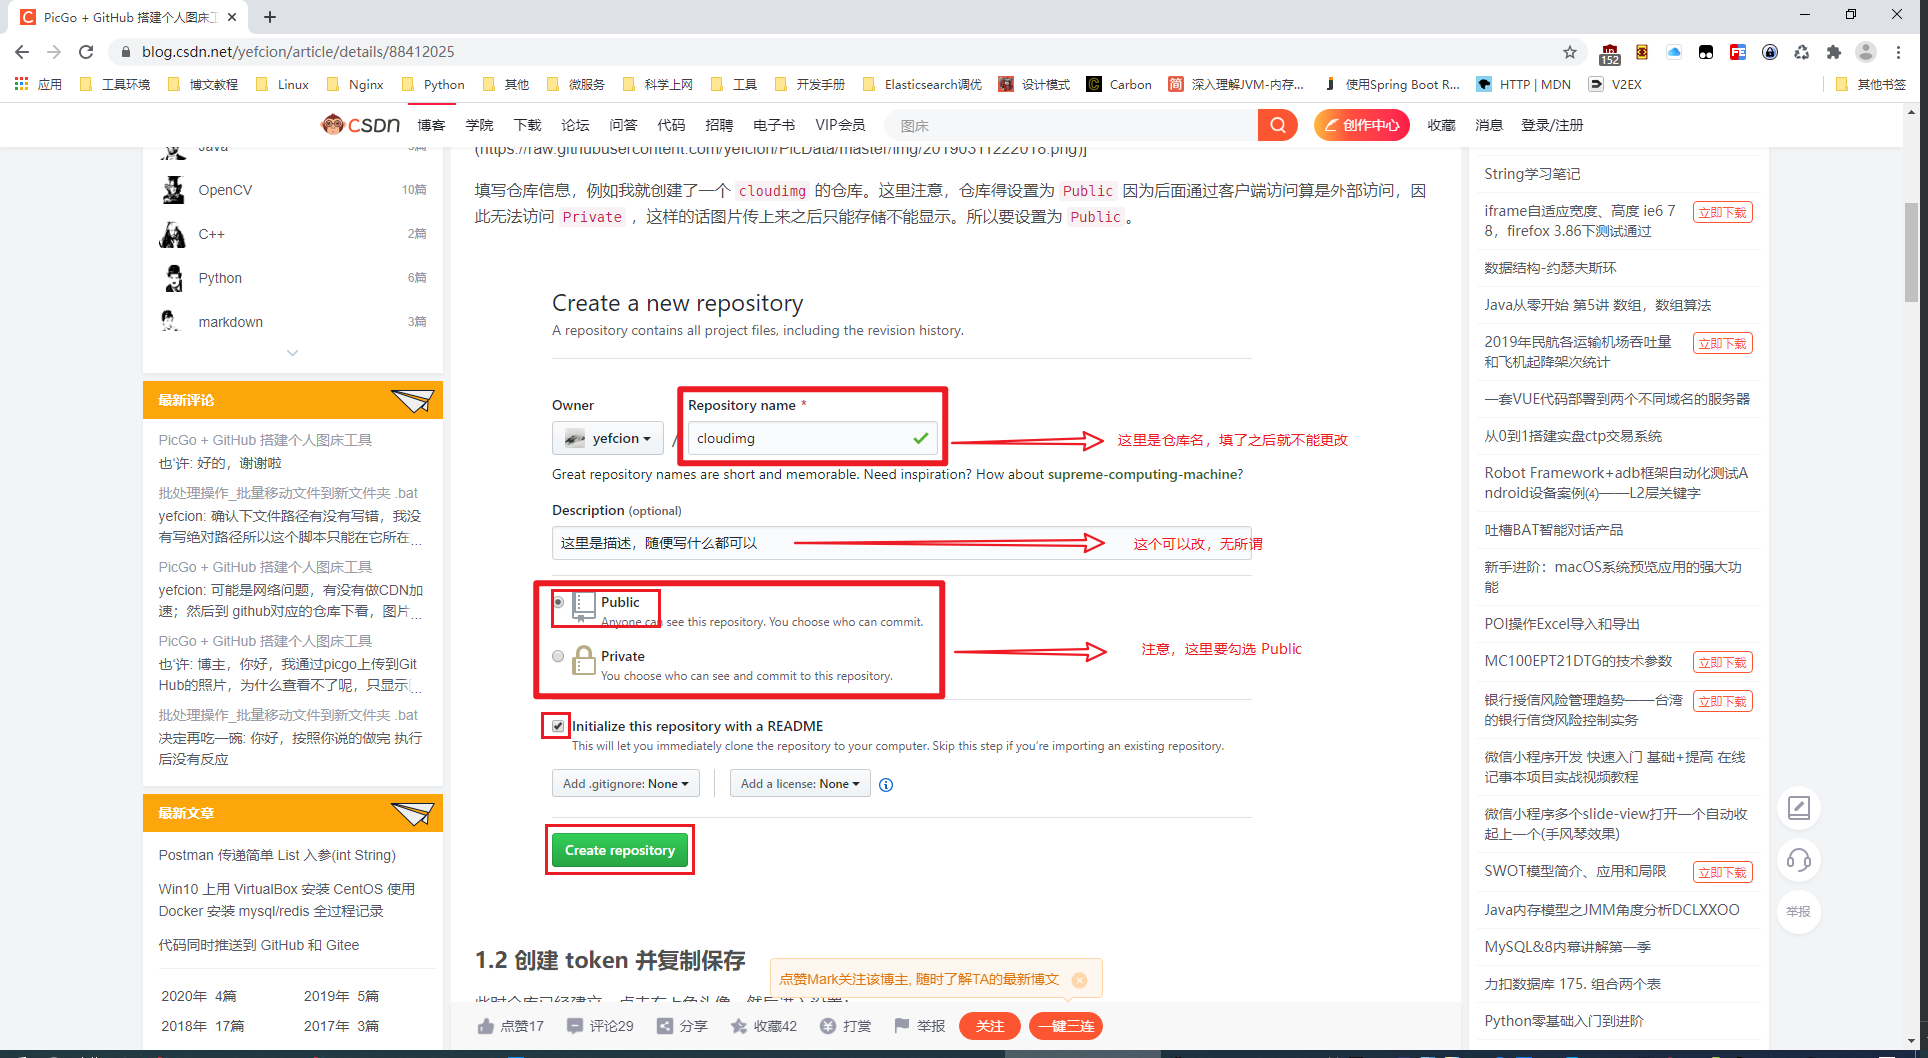 PicGo + GitHub 搭建个人图床工
blog.csdn.net/yefcion/article/details/88412025
152
应用 工具环境 博文教程 Linux Nginx Python 其他 微服务 科学上网 工具 开发手册 Elasticsearch调优 设计模式 Carbon 深入理解JVM-内存... 使用Spring Boot R... HTTP | MDN V2EX 其他书签
CSDN 博客 学院 下载 论坛 问答 代码 招聘 电子书 VIP会员 图床 创作中心 收藏 消息 登录/注册
Java
OpenCV 10篇
C++ 2篇
Python 6篇
markdown 3篇
最新评论
PicGo + GitHub 搭建个人图床工具
也'许: 好的，谢谢啦
批处理操作_批量移动文件到新文件夹 .bat
yefcion: 确认下文件路径有没有写错，我没
有写绝对路径所以这个脚本只能在它所在...
PicGo + GitHub 搭建个人图床工具
yefcion: 可能是网络问题，有没有做CDN加
速；然后到 github对应的仓库下看，图片...
PicGo + GitHub 搭建个人图床工具
也'许: 博主，你好，我通过picgo上传到Git
Hub的照片，为什么查看不了呢，只显示...
批处理操作_批量移动文件到新文件夹 .bat
决定再吃一碗: 你好，按照你说的做完 执行
后没有反应
最新文章
Postman 传递简单 List 入参(int String)
Win10 上用 VirtualBox 安装 CentOS 使用
Docker 安装 mysql/redis 全过程记录
代码同时推送到 GitHub 和 Gitee
2020年 4篇 2019年 5篇
2018年 17篇 2017年 3篇
(https://raw.githubusercontent.com/yefcion/PicData/master/img/20190311222018.png)]
填写仓库信息，例如我就创建了一个 cloudimg 的仓库。这里注意，仓库得设置为 Public 因为后面通过客户端访问算是外部访问，因
此无法访问 Private ，这样的话图片传上来之后只能存储不能显示。所以要设置为 Public 。
Create a new repository
A repository contains all project files, including the revision history.
Owner Repository name *
yefcion / cloudimg 这里是仓库名，填了之后就不能更改
Great repository names are short and memorable. Need inspiration? How about supreme-computing-machine?
Description (optional)
这里是描述，随便写什么都可以 这个可以改，无所谓
Public
Anyone can see this repository. You choose who can commit.
注意，这里要勾选 Public
Private
You choose who can see and commit to this repository.
Initialize this repository with a README
This will let you immediately clone the repository to your computer. Skip this step if you're importing an existing repository.
Add .gitignore: None Add a license: None
Create repository
1.2 创建 token 并复制保存
点赞Mark关注该博主, 随时了解TA的最新博文
此时仓库已经建立，点击右上角头像，然后进入设置：
点赞17 评论29 分享 收藏42 打赏 举报 关注 一键三连
String学习笔记
iframe自适应宽度、高度 ie6 7 立即下载
8，firefox 3.86下测试通过
数据结构-约瑟夫斯环
Java从零开始 第5讲 数组，数组算法
2019年民航各运输机场吞吐量 立即下载
和飞机起降架次统计
一套VUE代码部署到两个不同域名的服务器
从0到1搭建实盘ctp交易系统
Robot Framework+adb框架自动化测试A
ndroid设备案例⑷——L2层关键字
吐槽BAT智能对话产品
新手进阶：macOS系统预览应用的强大功
能
POI操作Excel导入和导出
MC100EPT21DTG的技术参数 立即下载
银行授信风险管理趋势——台湾 立即下载
的银行信贷风险控制实务
微信小程序开发 快速入门 基础+提高 在线
记事本项目实战视频教程
微信小程序多个slide-view打开一个自动收
起上一个(手风琴效果)
SWOT模型简介、应用和局限 立即下载
Java内存模型之JMM角度分析DCLXXOO
MySQL&8内幕讲解第一季
力扣数据库 175. 组合两个表
Python零基础入门到进阶
举报